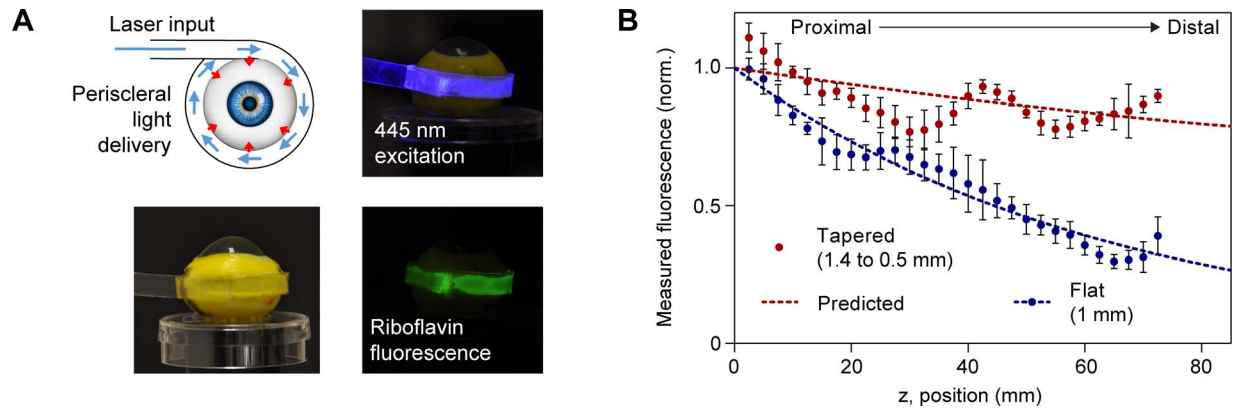 A
Laser input
Periscleral
light
delivery
445 nm
excitation
Riboflavin
fluorescence
B
Measured fluorescence (norm.)
1.0
0.5
0
Proximal
Distal
Tapered
(1.4 to 0.5 mm)
Predicted
Flat
(1 mm)
0
20
40
60
80
z, position (mm)